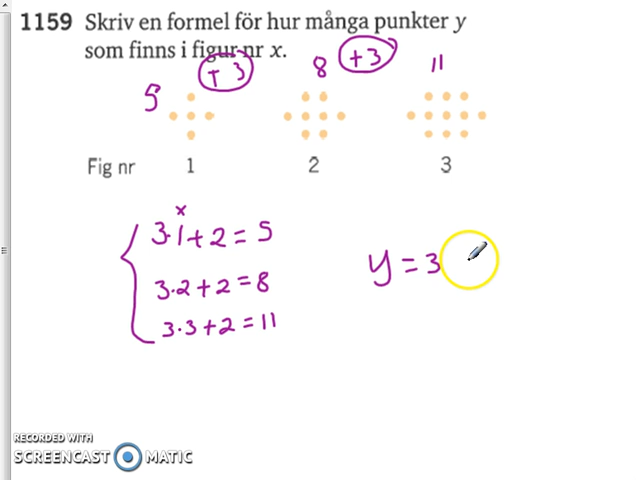 1159 Skriv en formel för hur många punkter y
som finns i figur nr x.
+3 8 +3 11
5
Fig nr 1 2 3
x
3·1+2=5
3·2+2=8
3·3+2=11
y=3
RECORDED WITH
SCREENCAST MATIC